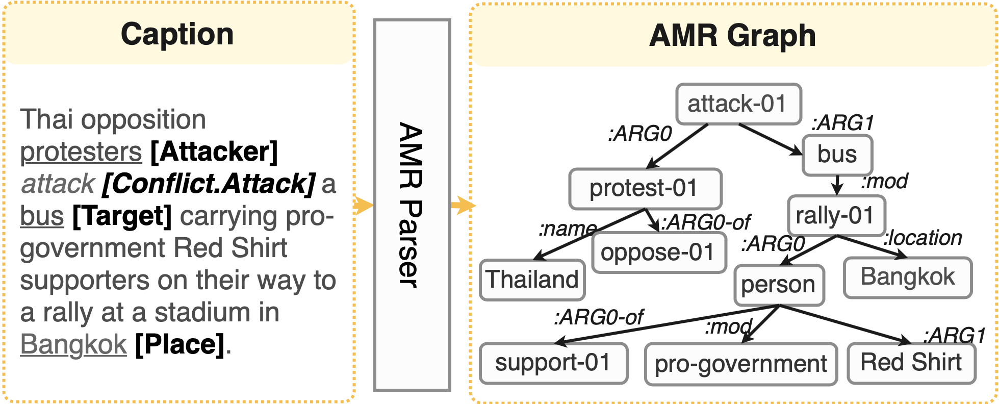 Caption
Thai opposition
protesters [Attacker]
attack [Conflict.Attack] a
bus [Target] carrying pro-
government Red Shirt
supporters on their way to
a rally at a stadium in
Bangkok [Place].
AMR Parser
AMR Graph
attack-01
:ARG0
:ARG1
bus
protest-01
:mod
rally-01
:name
:ARG0-of
:ARG0
:location
oppose-01
Thailand
person
Bangkok
:ARG0-of
:mod
:ARG1
support-01
pro-government
Red Shirt